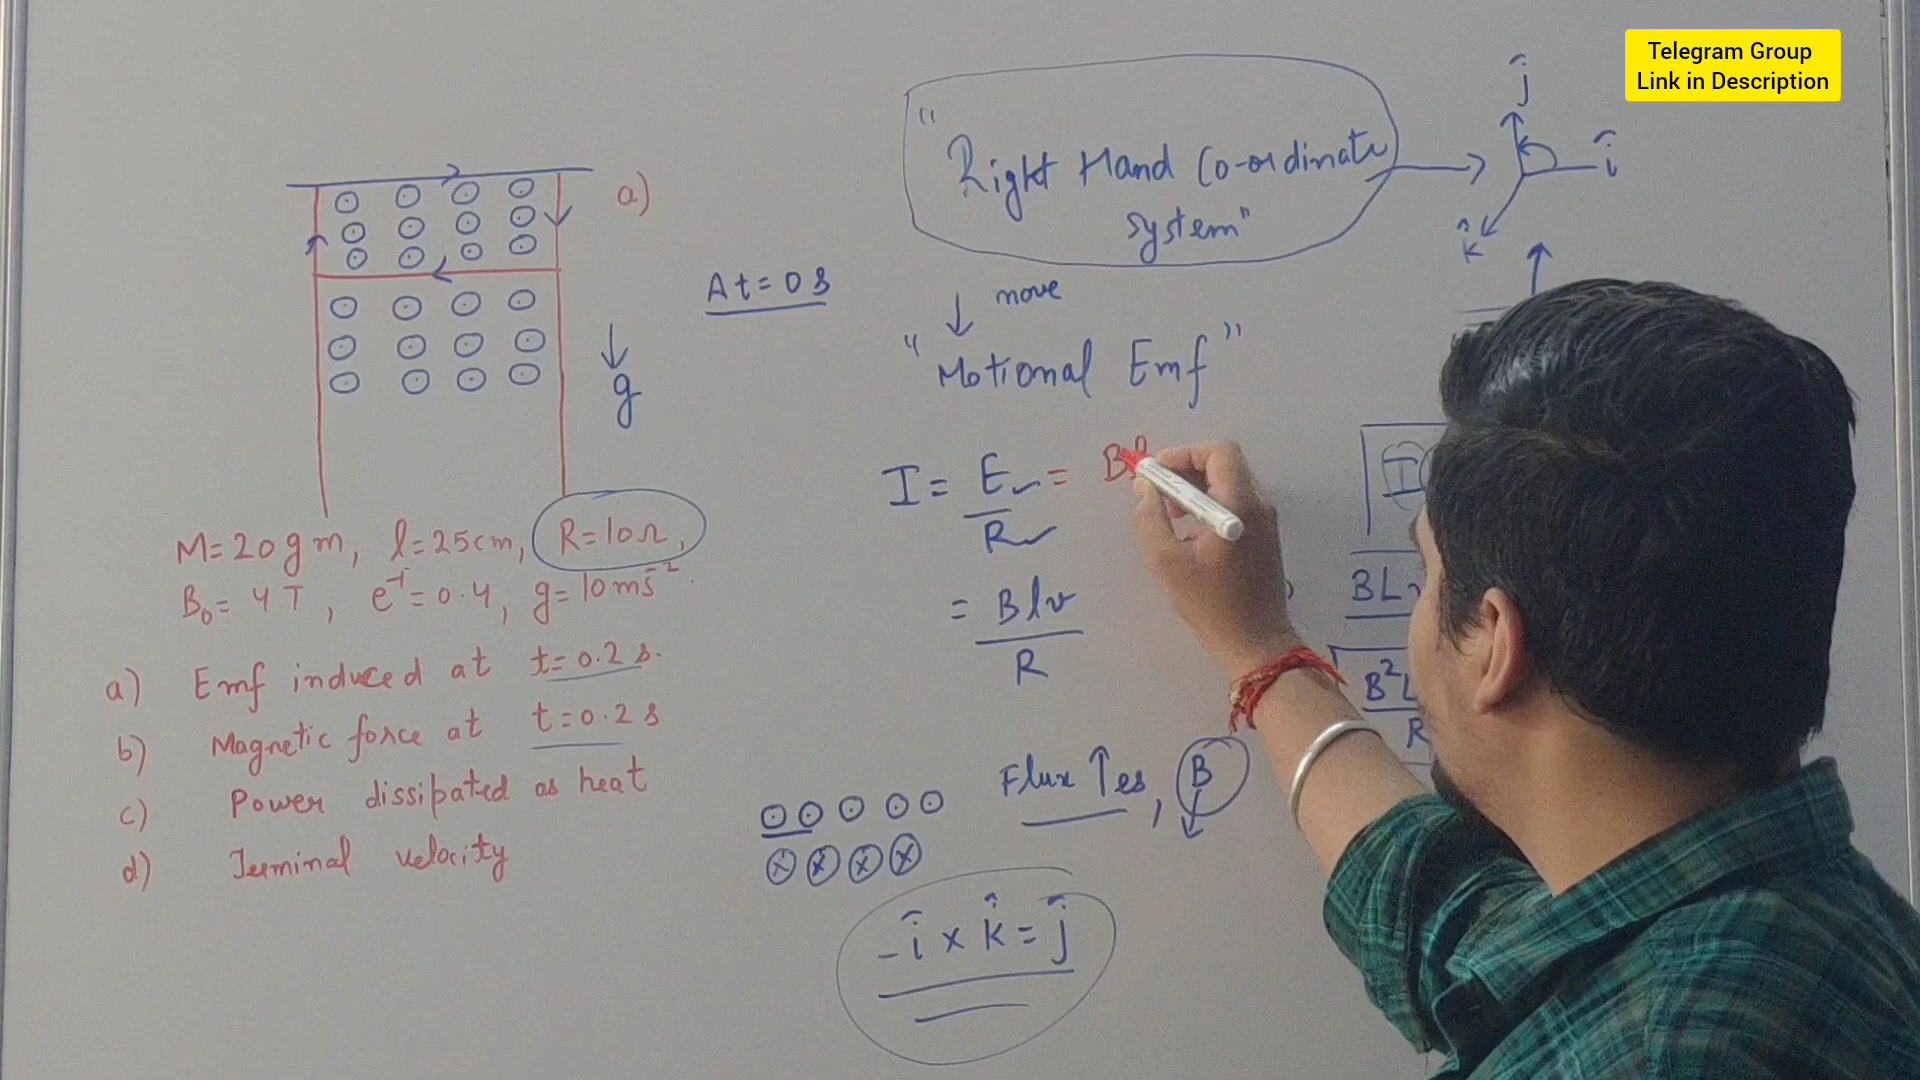 Telegram Group
Link in Description
a)
At = 0 s
g
M = 20 gm, l = 25 cm, R = 10 Ω,
B₀ = 4 T, e⁻¹ = 0.4, g = 10 ms⁻².
a) Emf induced at t = 0.2 s.
b) Magnetic force at t = 0.2 s
c) Power dissipated as heat
d) Terminal velocity
"Right Hand Co-ordinate
system"
ĵ
î
k̂
↓ move
"Motional Emf"
I = E = Bl
R
= Blv
R
Flux ↑es, B
-î × k̂ = ĵ
I
BL
B²L
R